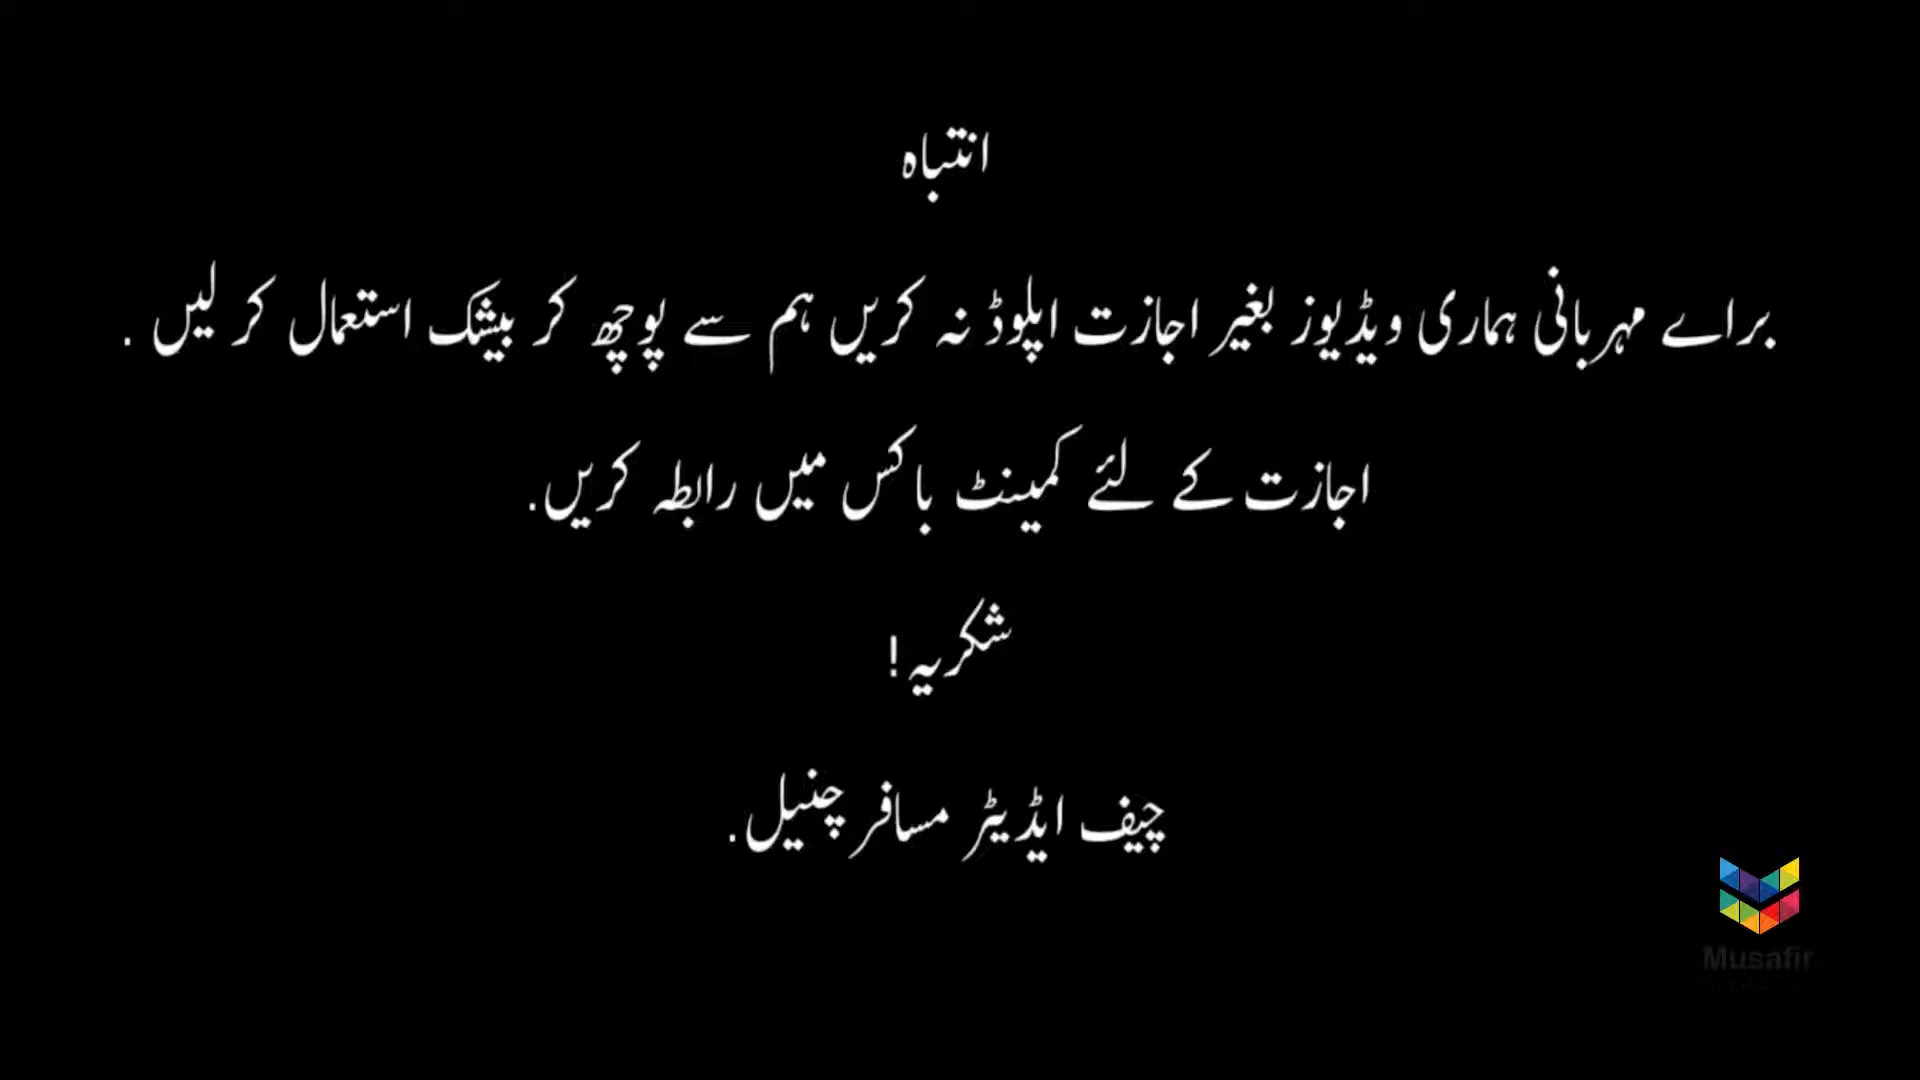 انتباہ
براے مہربانی ہماری ویڈیوز بغیر اجازت اپلوڈ نہ کریں ہم سے پوچھ کر بیشک استعمال کر لیں .
اجازت کے لئے کمینٹ باکس میں رابطہ کریں.
شکریہ!
چیف ایڈیٹر مسافر چنیل.
Musafir